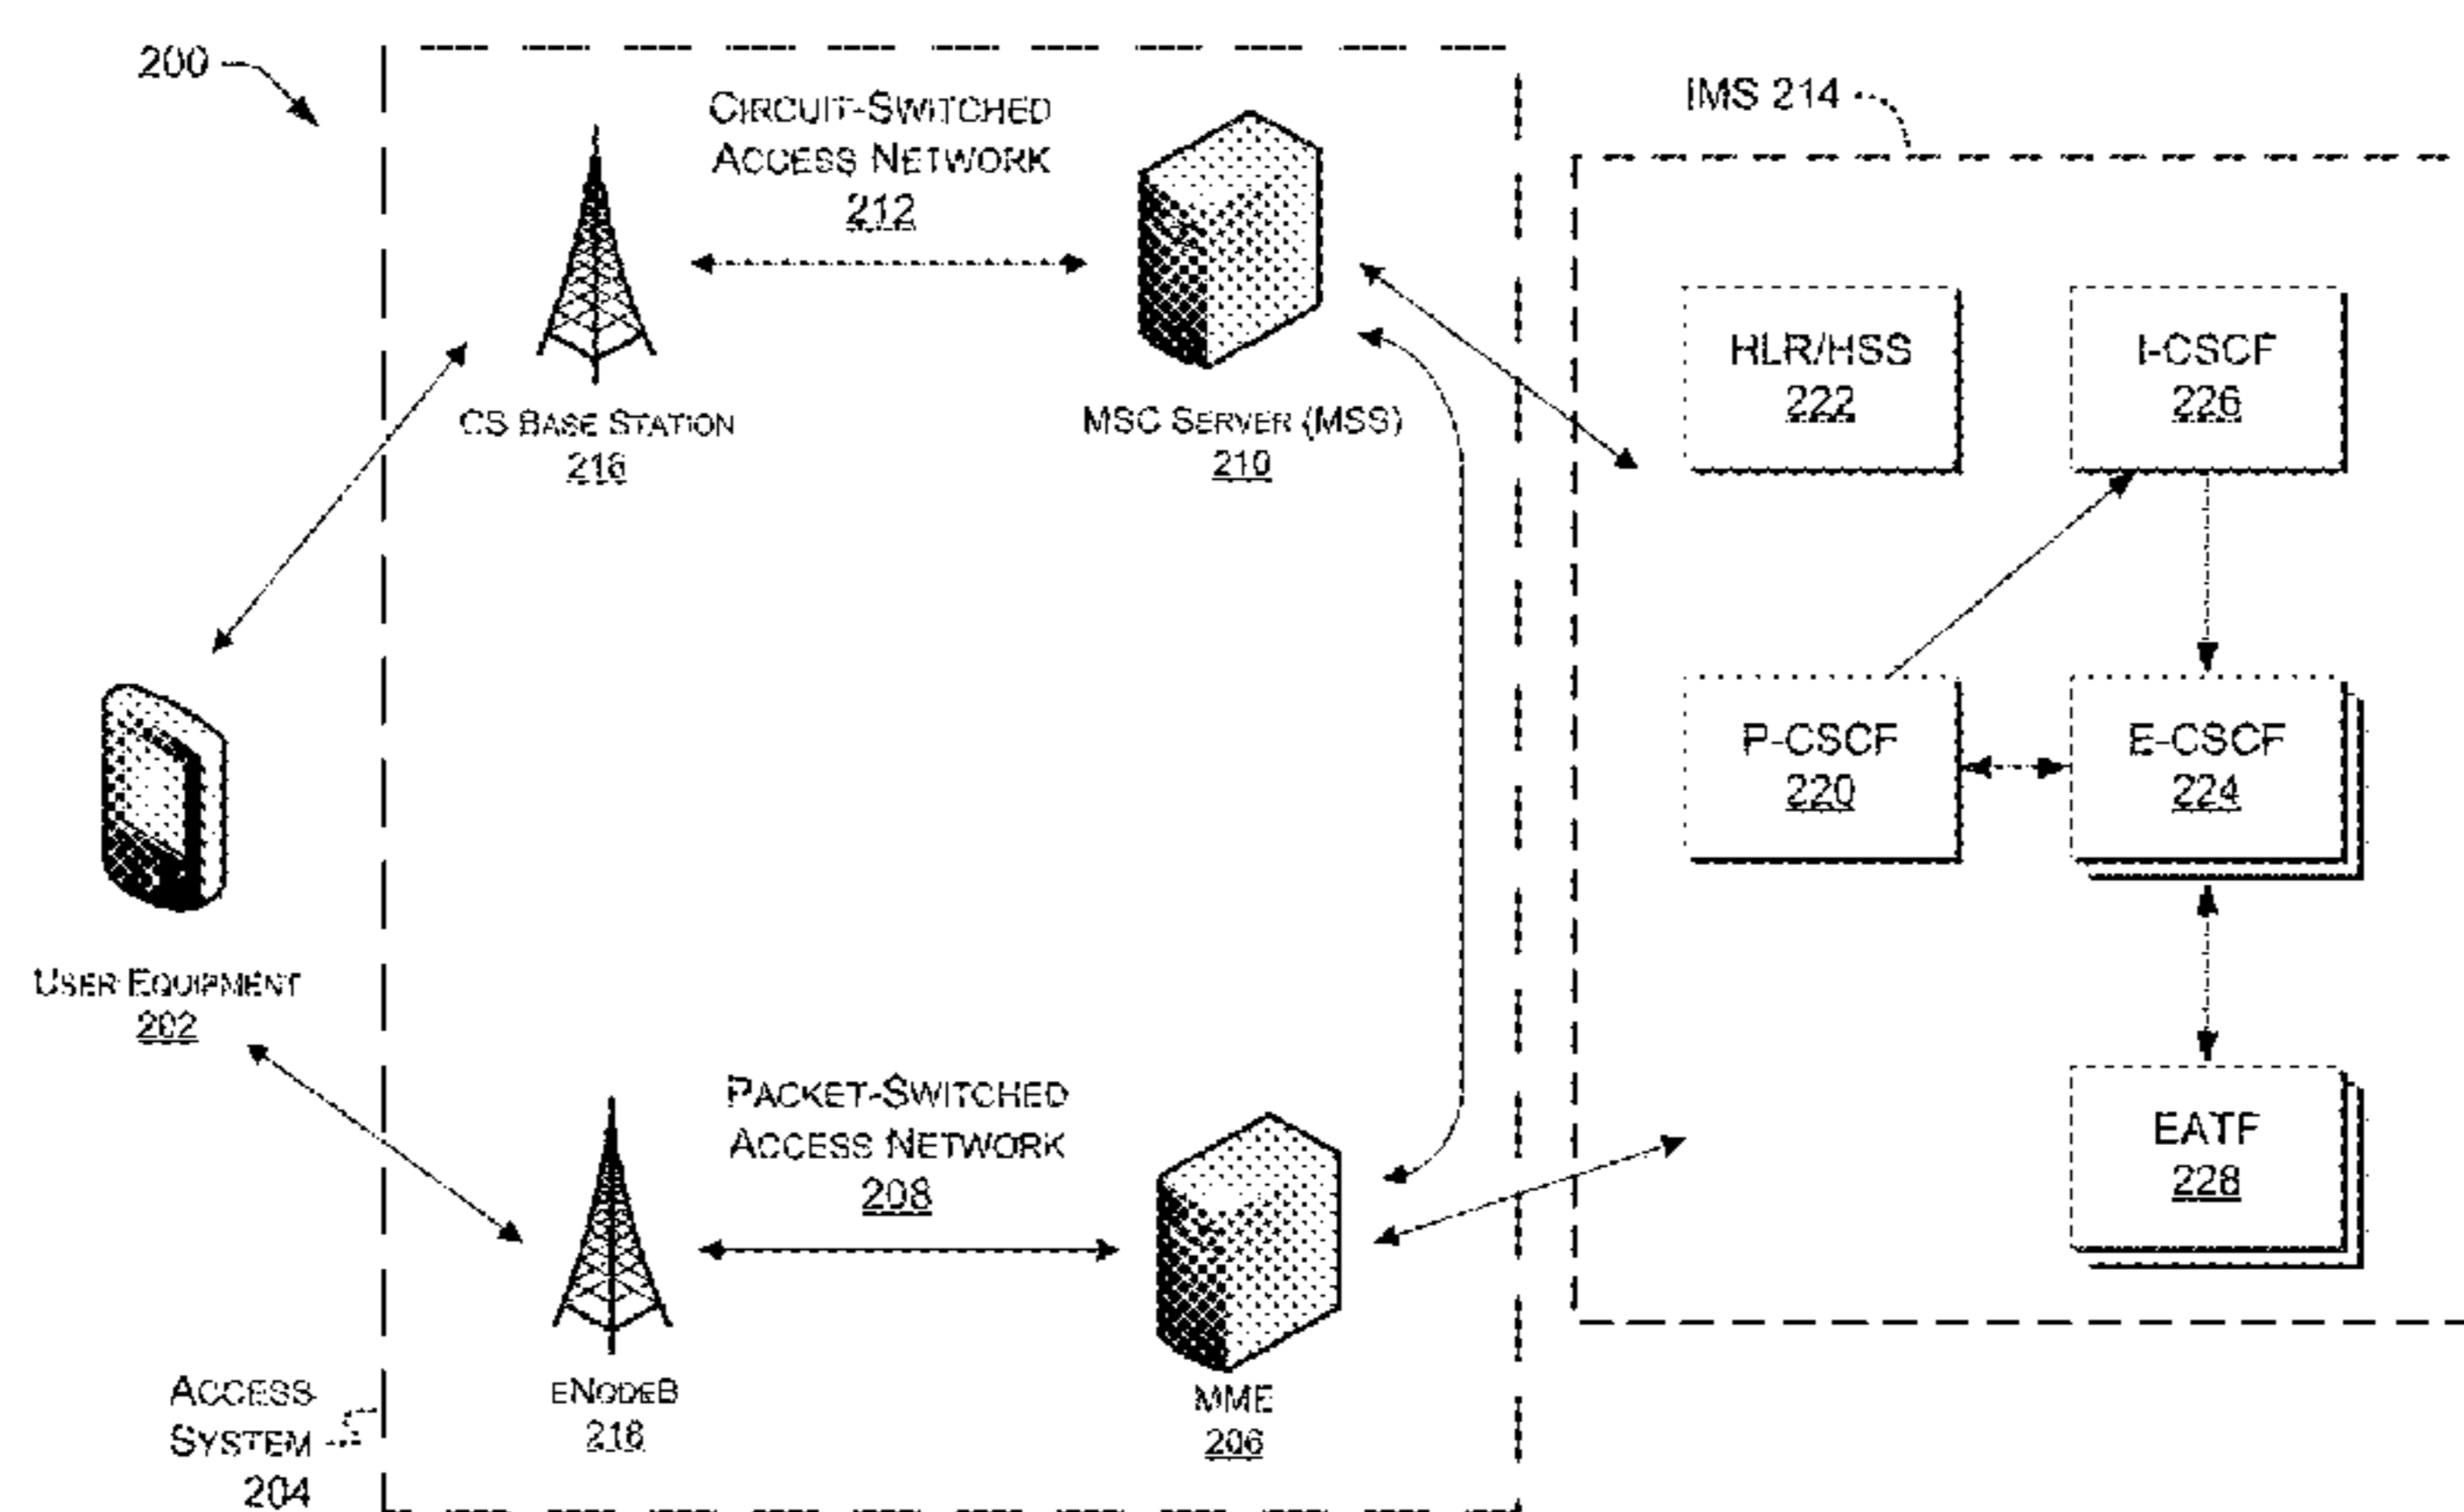 200
CIRCUIT-SWITCHED
ACCESS NETWORK
212
IMS 214
CS BASE STATION
216
MSC SERVER (MSS)
210
HLR/HSS
222
I-CSCF
226
P-CSCF
220
E-CSCF
224
USER EQUIPMENT
202
PACKET-SWITCHED
ACCESS NETWORK
208
EATF
228
ENODEB
218
MME
206
ACCESS
SYSTEM
204